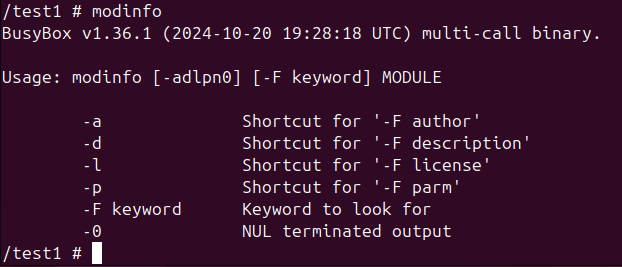 /test1 # modinfo
BusyBox v1.36.1 (2024-10-20 19:28:18 UTC) multi-call binary.
Usage: modinfo [-adlpn0] [-F keyword] MODULE
-a Shortcut for '-F author'
-d Shortcut for '-F description'
-l Shortcut for '-F license'
-p Shortcut for '-F parm'
-F keyword Keyword to look for
-0 NUL terminated output
/test1 #